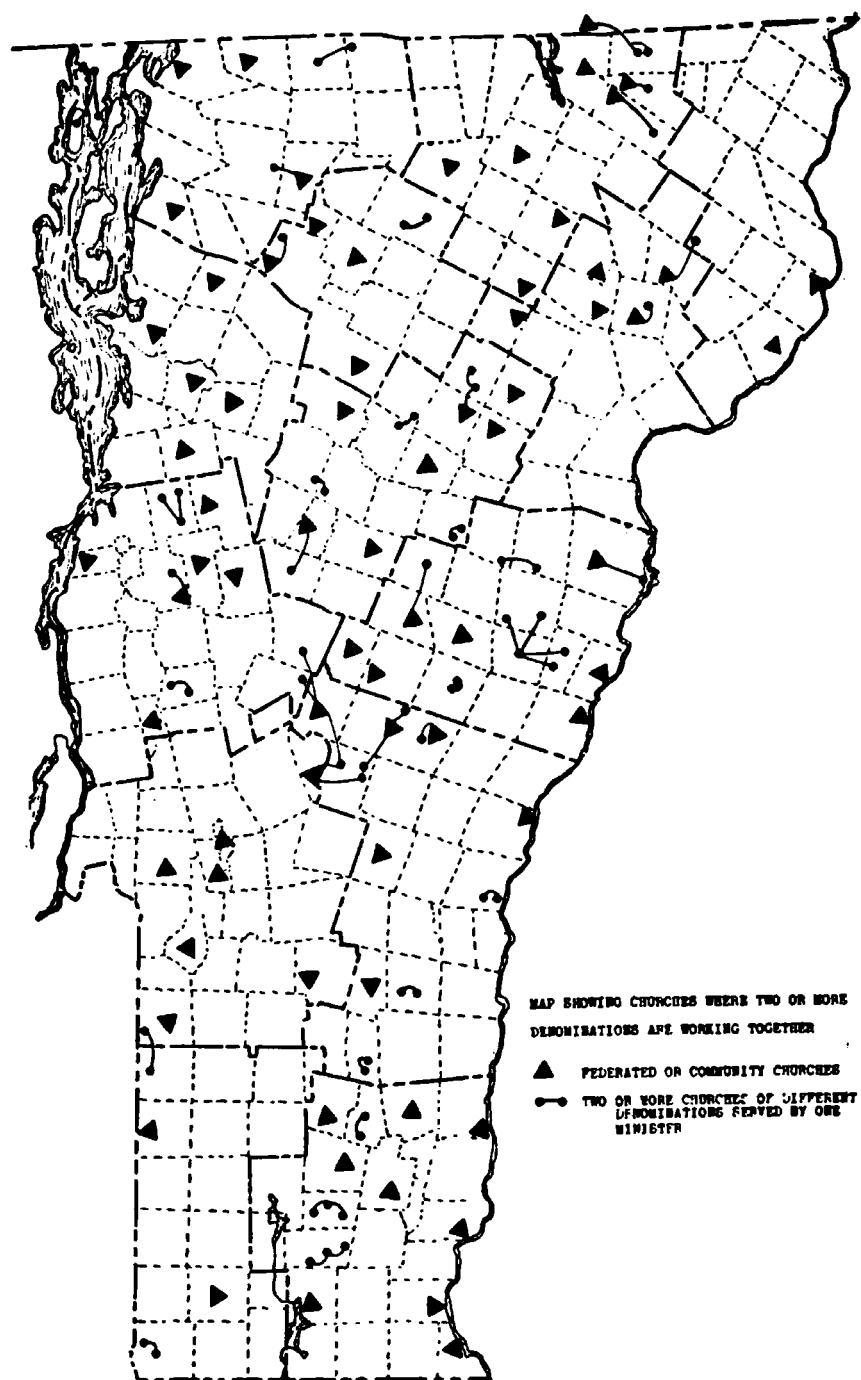 MAP SHOWING CHURCHES WHERE TWO OR MORE
DENOMINATIONS ARE WORKING TOGETHER
FEDERATED OR COMMUNITY CHURCHES
TWO OR MORE CHURCHES OF DIFFERENT
DENOMINATIONS SERVED BY ONE
MINISTER